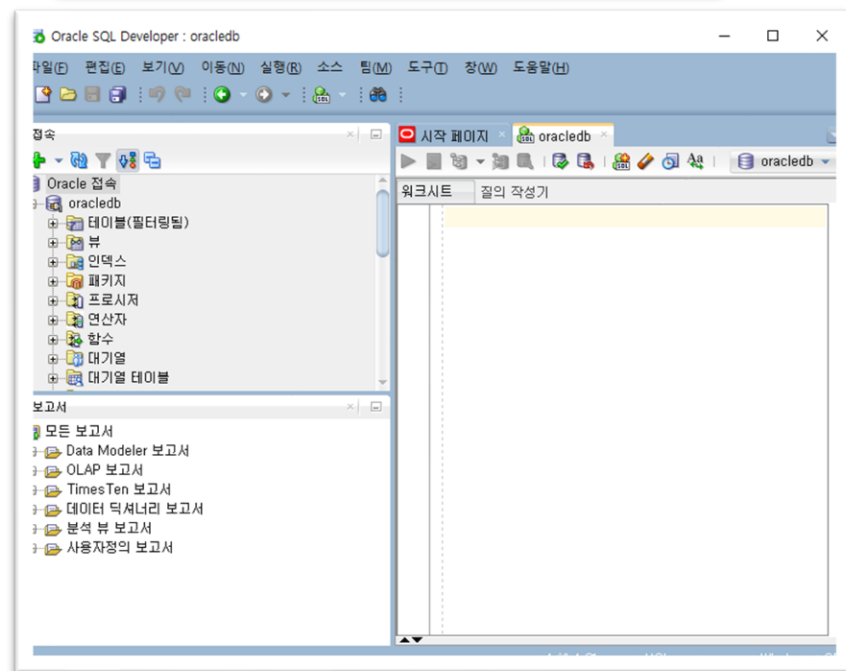 Oracle SQL Developer : oracledb
파일(F) 편집(E) 보기(V) 이동(N) 실행(R) 소스 팀(M) 도구(T) 창(W) 도움말(H)
접속
Oracle 접속
oracledb
테이블(필터링됨)
뷰
인덱스
패키지
프로시저
연산자
함수
대기열
대기열 테이블
보고서
모든 보고서
Data Modeler 보고서
OLAP 보고서
TimesTen 보고서
데이터 딕셔너리 보고서
분석 뷰 보고서
사용자정의 보고서
시작 페이지 oracledb
oracledb
워크시트 질의 작성기